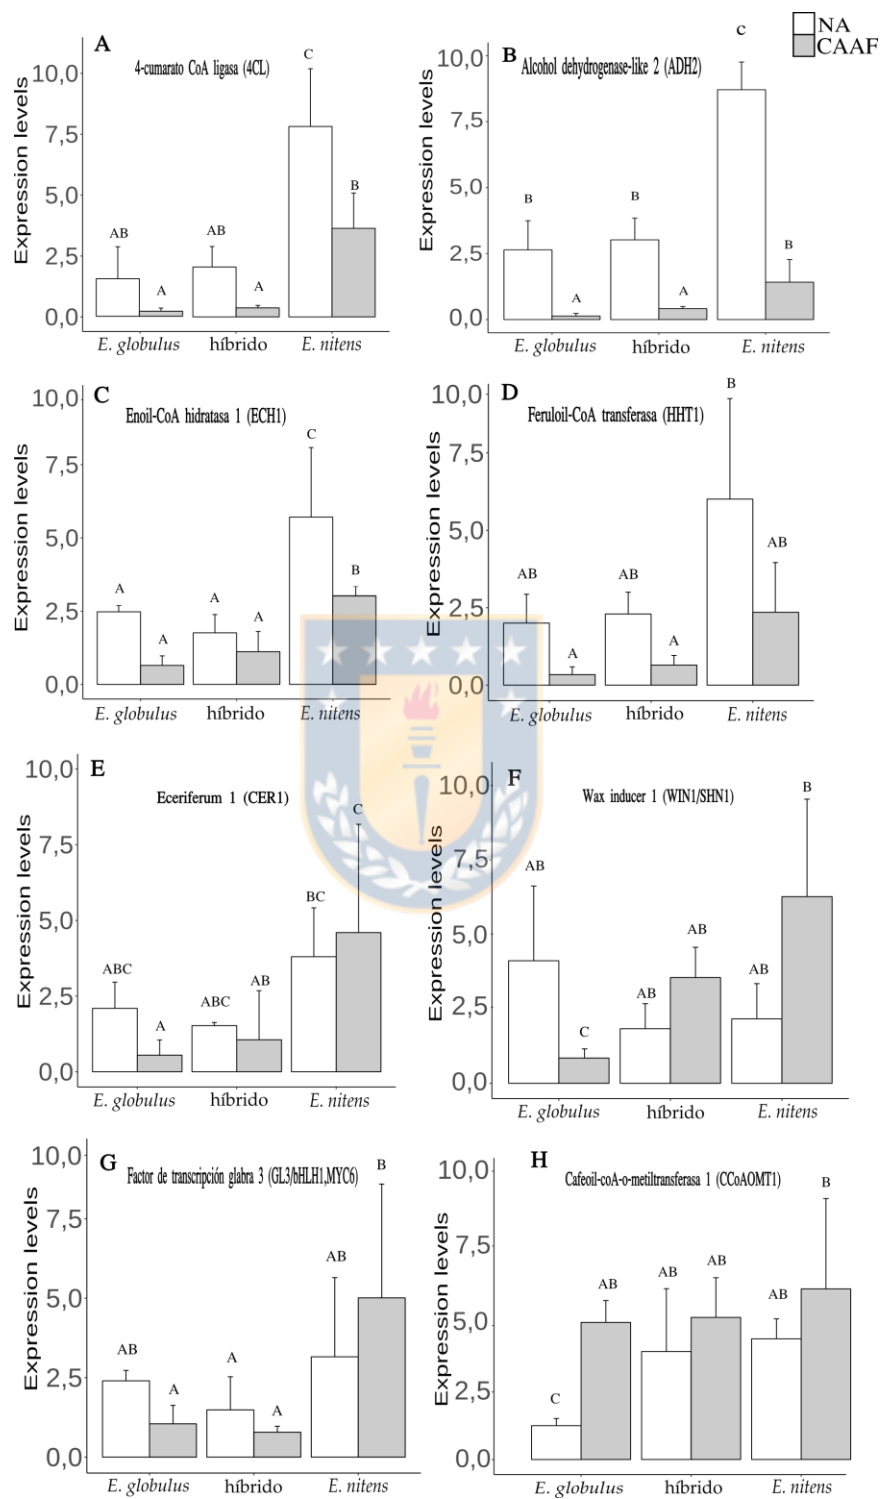 NA
CAAF
A
4-cumarato CoA ligasa (4CL)
Expression levels
10,0
7,5
5,0
2,5
0,0
AB
A
AB
A
C
B
E. globulus
híbrido
E. nitens
B
Alcohol dehydrogenase-like 2 (ADH2)
Expression levels
10,0
7,5
5,0
2,5
0,0
B
A
B
A
c
B
E. globulus
híbrido
E. nitens
C
Enoil-CoA hidratasa 1 (ECH1)
Expression levels
10,0
7,5
5,0
2,5
0,0
A
A
A
A
C
B
E. globulus
híbrido
E. nitens
D
Feruloil-CoA transferasa (HHT1)
Expression levels
10,0
7,5
5,0
2,5
0,0
AB
A
AB
A
B
AB
E. globulus
híbrido
E. nitens
E
Eceriferum 1 (CER1)
Expression levels
10,0
7,5
5,0
2,5
0,0
ABC
A
ABC
AB
BC
C
E. globulus
híbrido
E. nitens
F
Wax inducer 1 (WIN1/SHN1)
Expression levels
10,0
7,5
5,0
2,5
0,0
AB
C
AB
AB
AB
B
E. globulus
híbrido
E. nitens
G
Factor de transcripción glabra 3 (GL3/bHLH1,MYC6)
Expression levels
10,0
7,5
5,0
2,5
0,0
AB
A
A
A
AB
B
E. globulus
híbrido
E. nitens
H
Cafeoil-coA-o-metiltransferasa 1 (CCoAOMT1)
Expression levels
10,0
7,5
5,0
2,5
0,0
C
AB
AB
AB
AB
B
E. globulus
híbrido
E. nitens